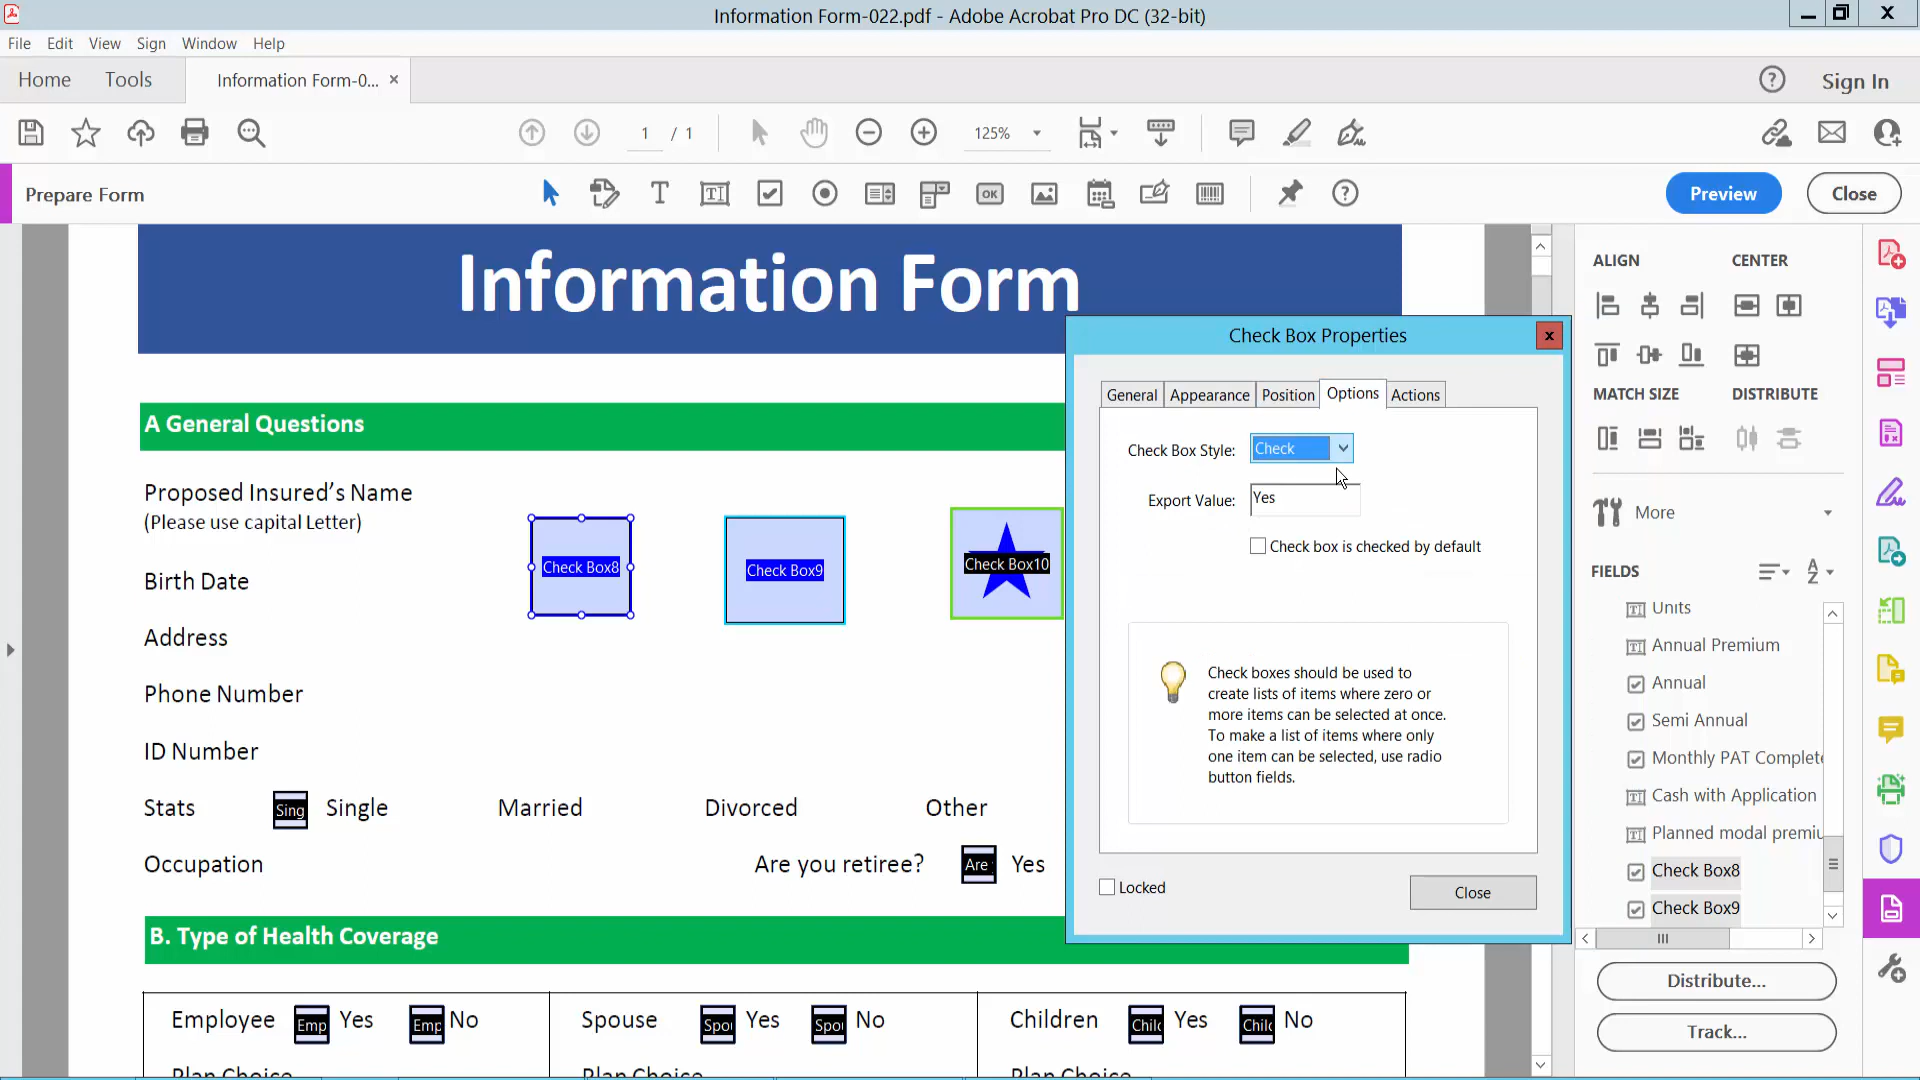 Information Form-022.pdf - Adobe Acrobat Pro DC (32-bit)
File Edit View Sign Window Help
Home Tools Information Form-0... ×
Sign In
1 / 1
125%
Prepare Form
OK
Preview
Close
Information Form
A General Questions
Proposed Insured's Name
(Please use capital Letter)
Check Box8
Check Box9
Check Box10
Birth Date
Address
Phone Number
ID Number
Stats Sing Single Married Divorced Other
Occupation Are you retiree? Are Yes
B. Type of Health Coverage
Employee Emp Yes Emp No Spouse Spou Yes Spou No Children Chilc Yes Chilc No
Plan Choice Plan Choice Plan Choice
Check Box Properties
x
General Appearance Position Options Actions
Check Box Style: Check
Export Value: Yes
Check box is checked by default
Check boxes should be used to
create lists of items where zero or
more items can be selected at once.
To make a list of items where only
one item can be selected, use radio
button fields.
Locked
Close
ALIGN CENTER
MATCH SIZE DISTRIBUTE
More
FIELDS
Units
Annual Premium
Annual
Semi Annual
Monthly PAT Complete
Cash with Application
Planned modal premiu
Check Box8
Check Box9
Distribute...
Track...